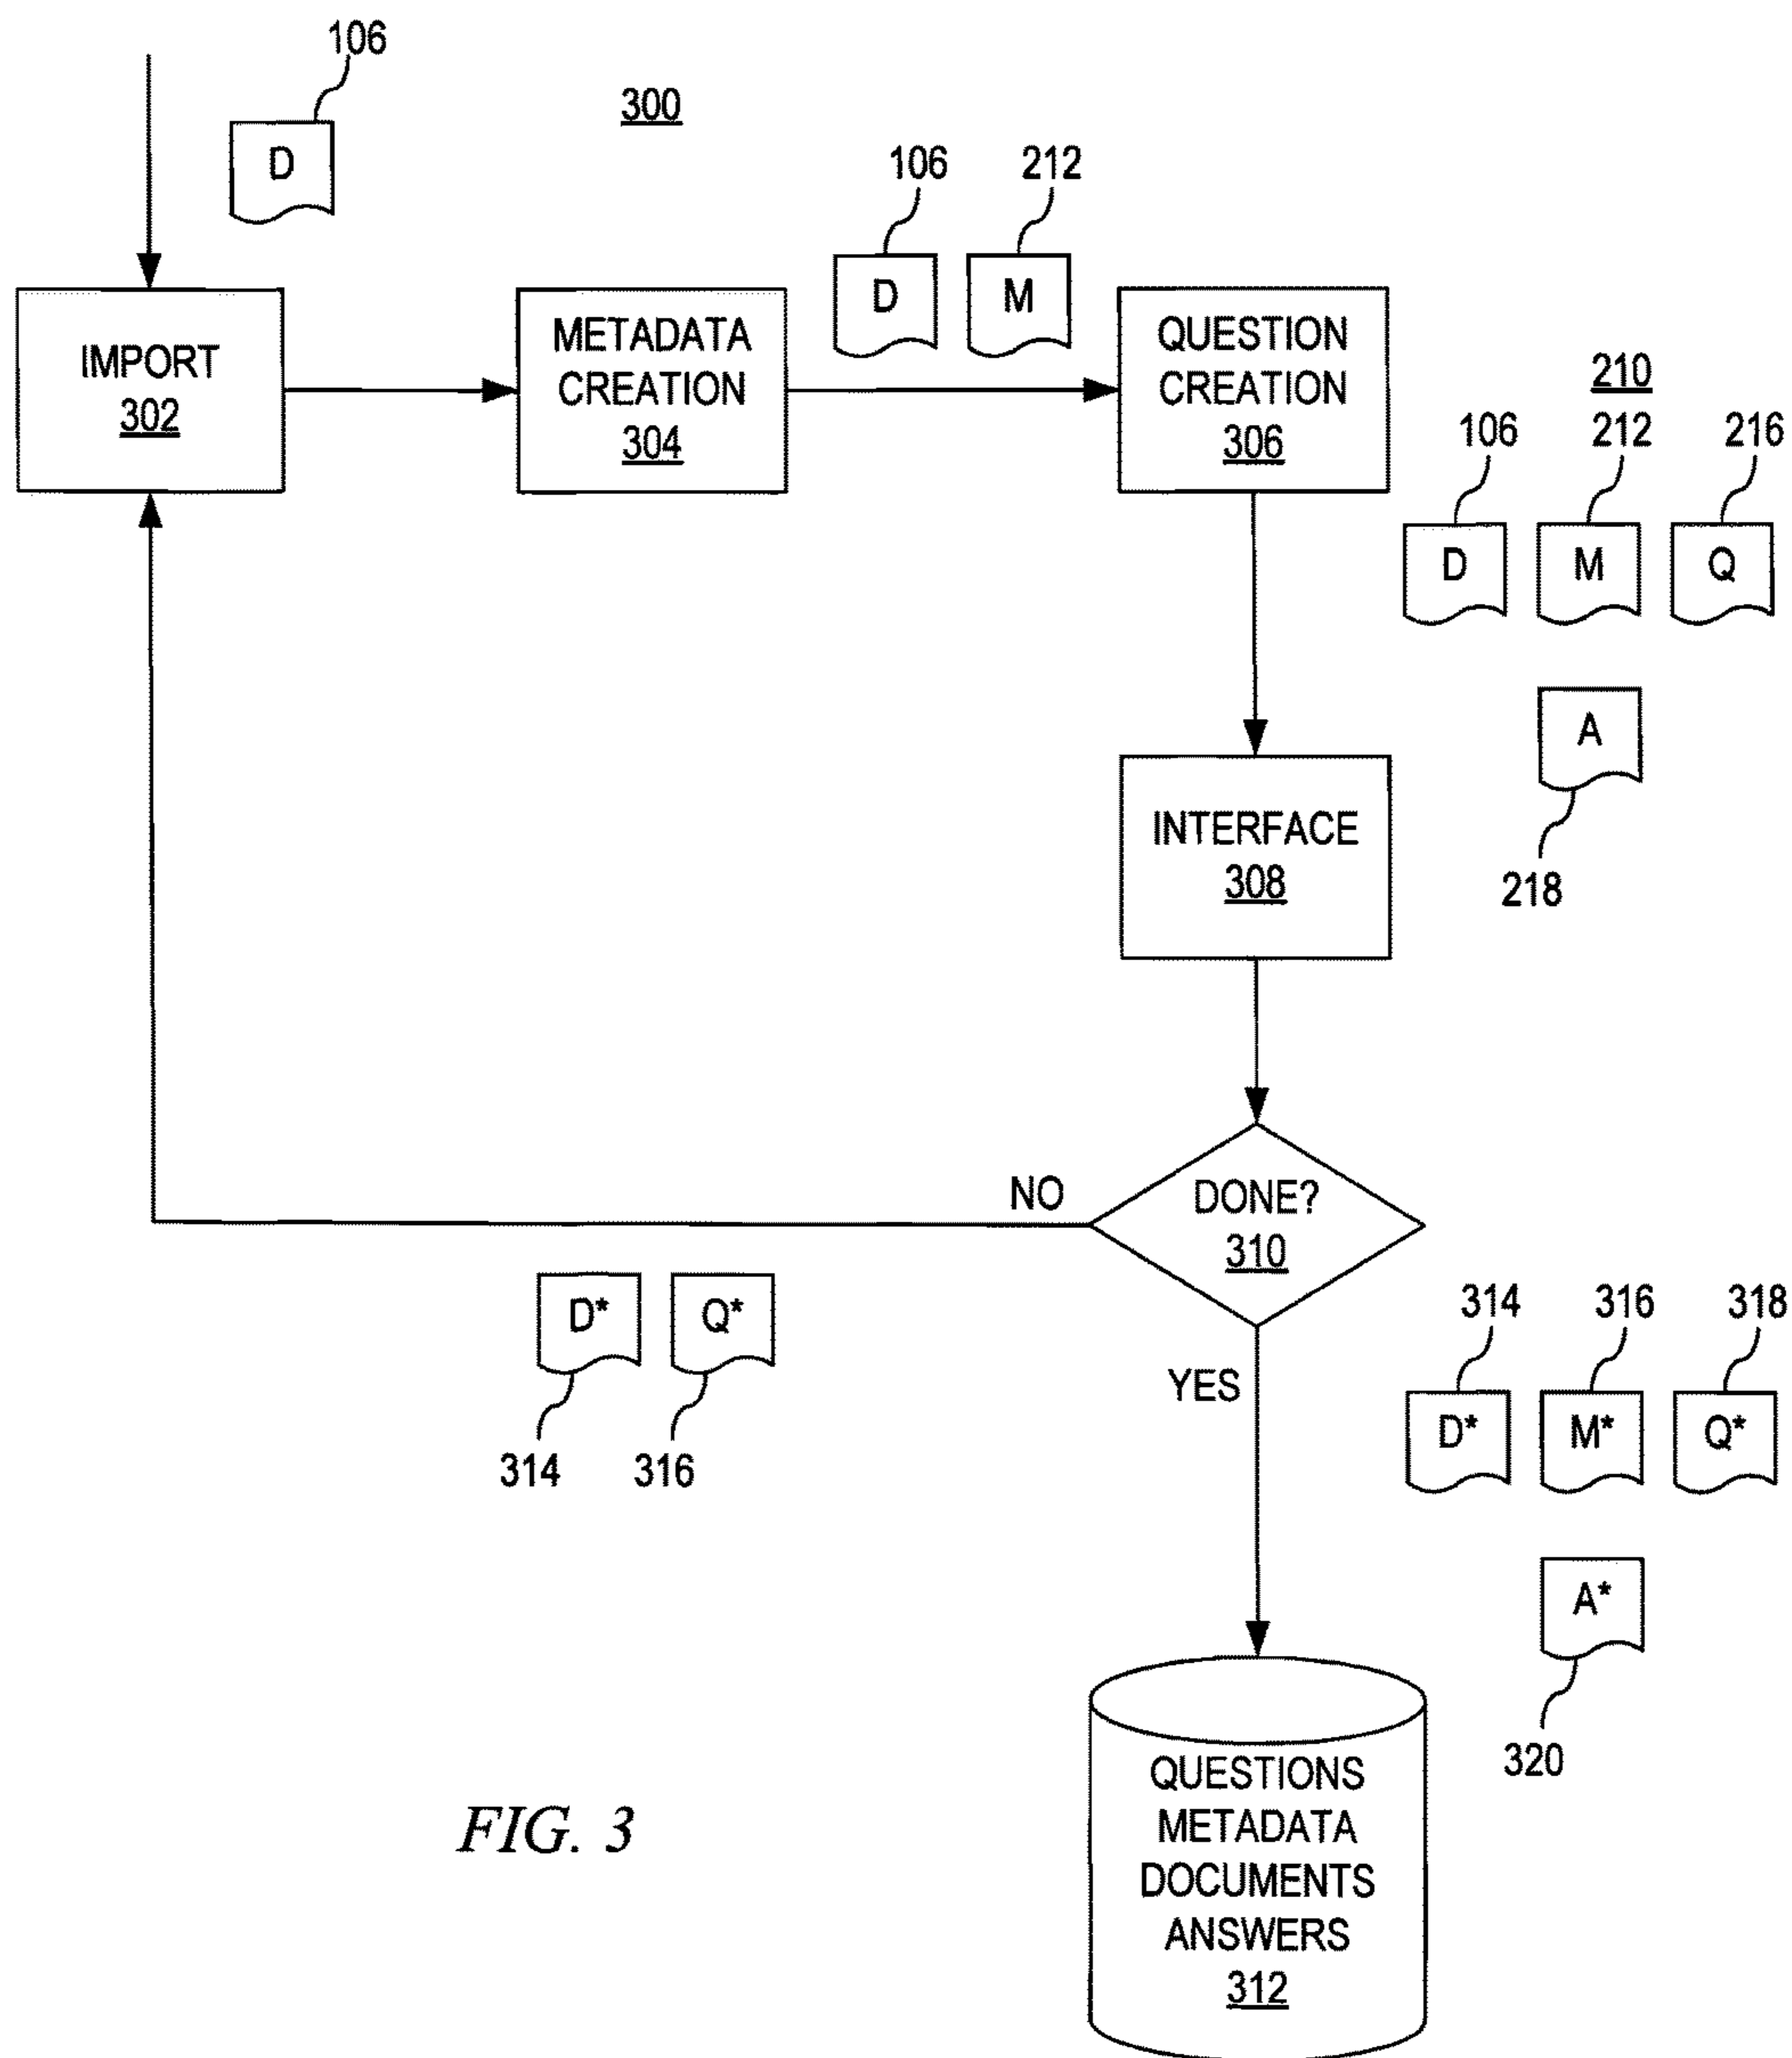 106
300
D
106
212
D
M
IMPORT
302
METADATA
CREATION
304
QUESTION
CREATION
306
210
106
212
216
D
M
Q
A
218
INTERFACE
308
NO
DONE?
310
D*
Q*
314
316
YES
314
316
318
D*
M*
Q*
A*
320
QUESTIONS
METADATA
DOCUMENTS
ANSWERS
312
FIG. 3